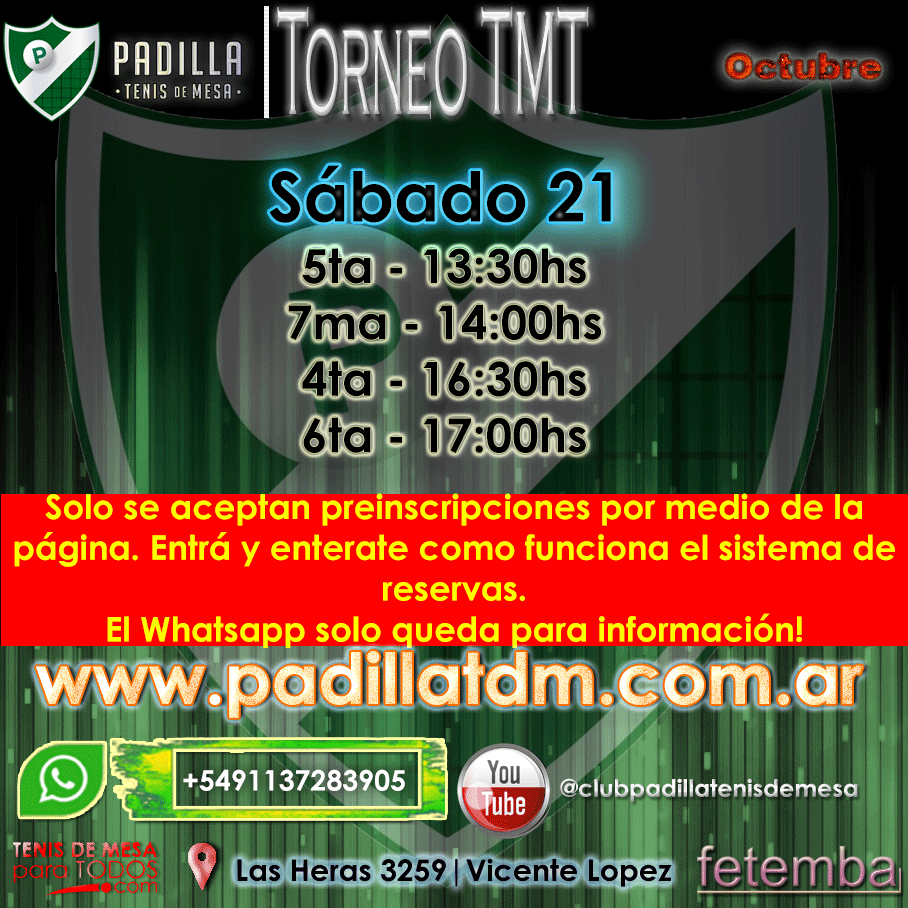 P
PADILLA
· TENIS DE MESA ·
TORNEO TMT
Octubre
Sábado 21
5ta - 13:30hs
7ma - 14:00hs
4ta - 16:30hs
6ta - 17:00hs
Solo se aceptan preinscripciones por medio de la
página. Entrá y enterate como funciona el sistema de
reservas.
El Whatsapp solo queda para información!
www.padillatdm.com.ar
+5491137283905
You
Tube
@clubpadillatenisdemesa
TENIS DE MESA
para TODOS
.com
Las Heras 3259|Vicente Lopez
fetemba